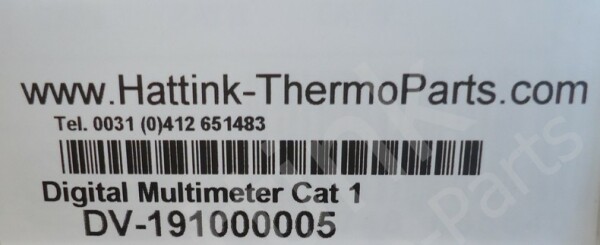 www.Hattink-ThermoParts.com
Tel. 0031 (0)412 651483
Digital Multimeter Cat 1
DV-191000005